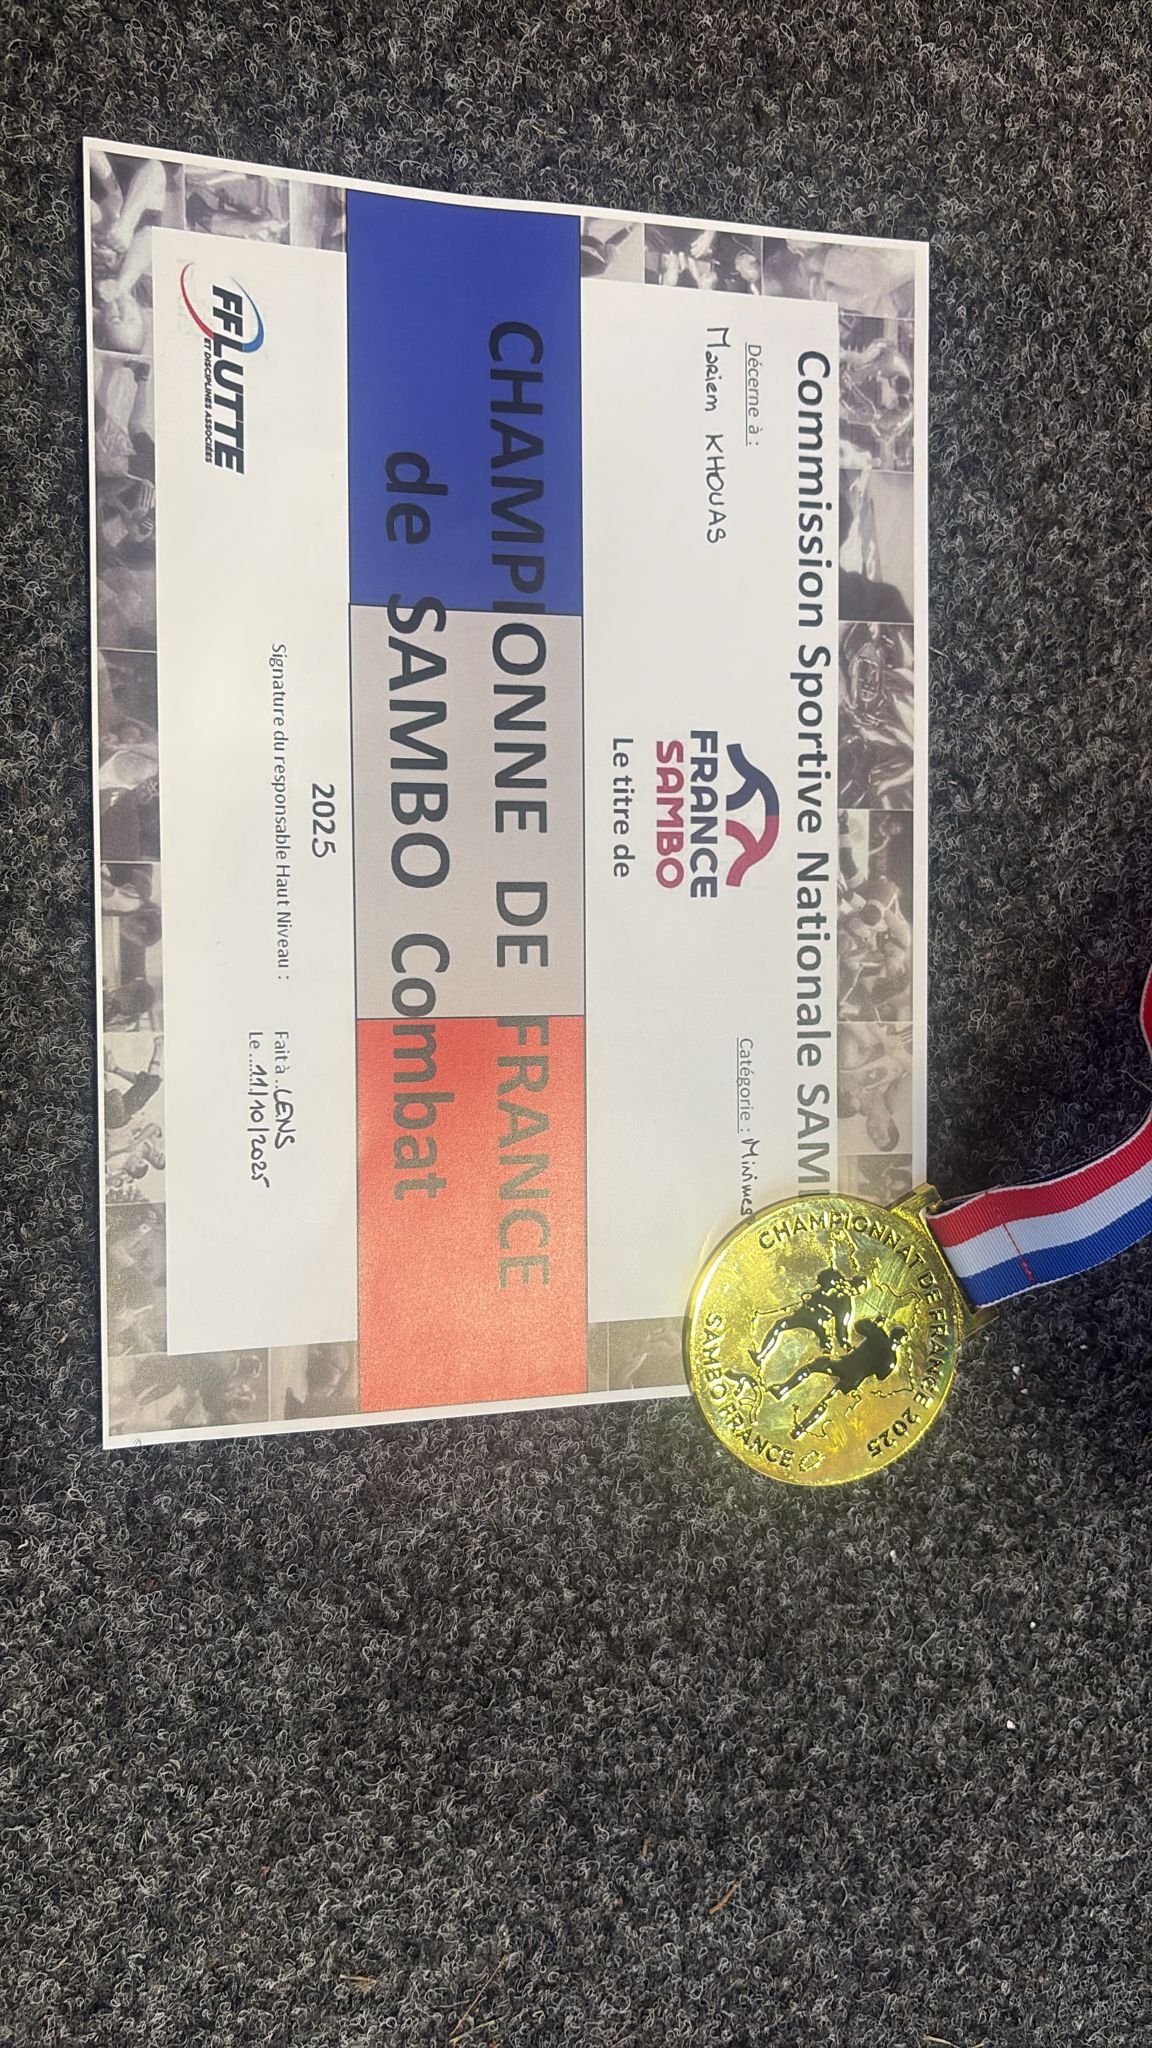 Commission Sportive Nationale SAM
Décerne à :
Mariem KHOUAS
Catégorie : Minimes
FRANCE
SAMBO
Le titre de
CHAMPIONNE DE FRANCE
de SAMBO Combat
2025
Signature du responsable Haut Niveau :
Fait à ..LENS
Le ...11/10/2025
FFLUTTE
ET DISCIPLINES ASSOCIÉES
CHAMPIONNAT DE FRANCE 2025
SAMBO FRANCE